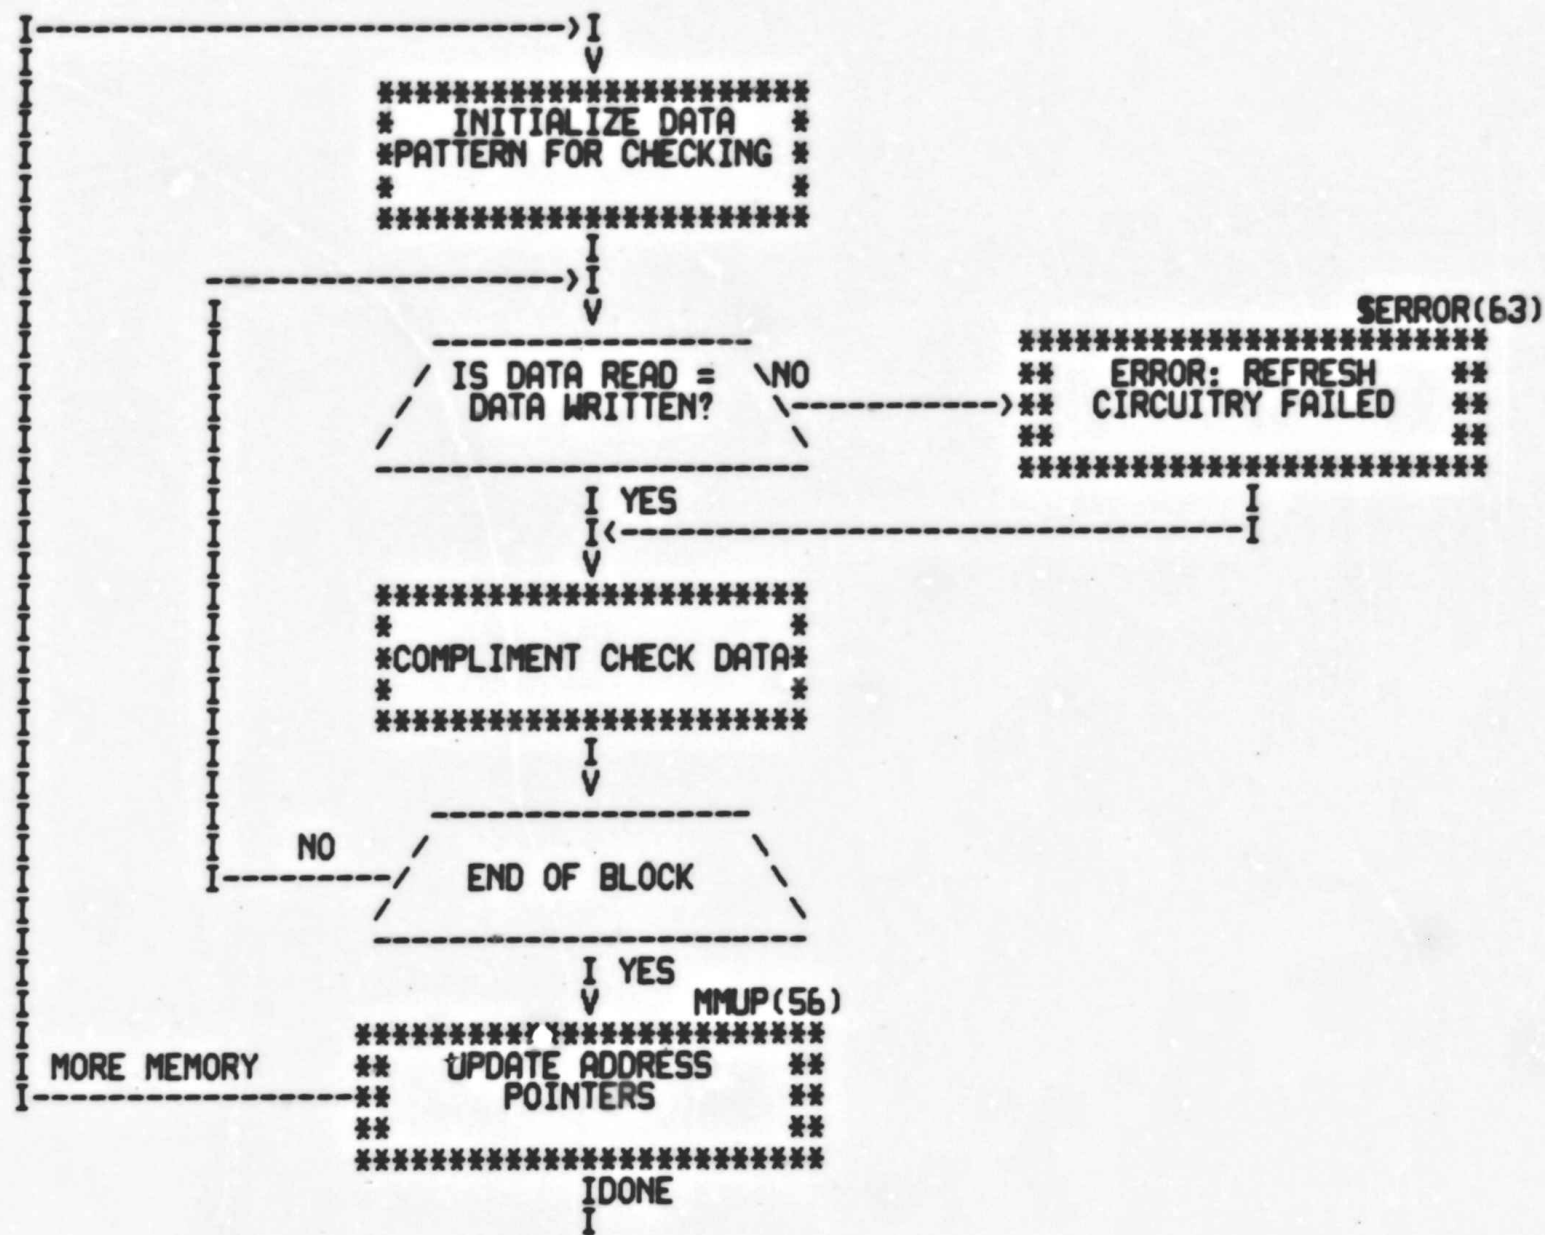 INITIALIZE DATA
PATTERN FOR CHECKING
$ERROR(63)
IS DATA READ =
DATA WRITTEN?
NO
ERROR: REFRESH
CIRCUITRY FAILED
YES
COMPLIMENT CHECK DATA
NO
END OF BLOCK
YES
MMUP(56)
MORE MEMORY
UPDATE ADDRESS
POINTERS
DONE